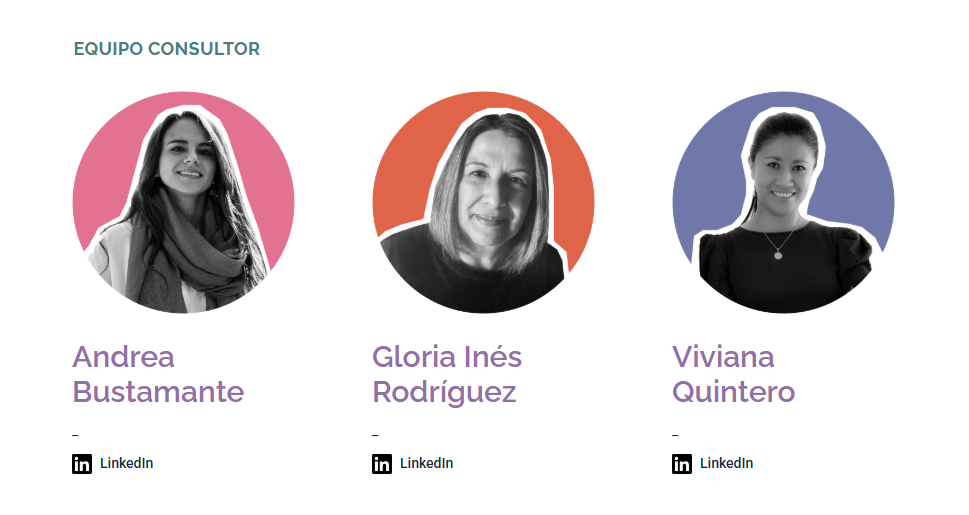 EQUIPO CONSULTOR
Andrea
Bustamante
–
LinkedIn
Gloria Inés
Rodríguez
–
LinkedIn
Viviana
Quintero
–
LinkedIn